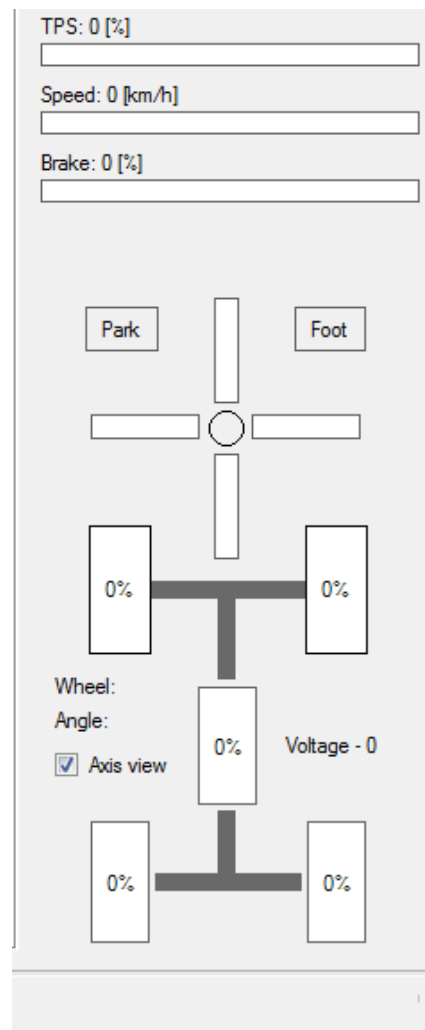 TPS: 0 [%]
Speed: 0 [km/h]
Brake: 0 [%]
Park
Foot
0%
0%
Wheel:
Angle:
Axis view
0%
Voltage - 0
0%
0%